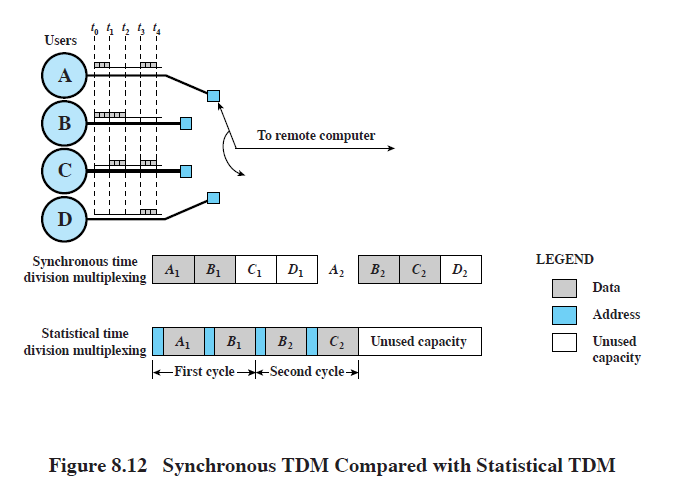 t0 t1 t2 t3 t4
Users
A
B
To remote computer
C
D
Synchronous time
division multiplexing
A1 B1 C1 D1 A2 B2 C2 D2
LEGEND
Data
Address
Unused
capacity
Statistical time
division multiplexing
A1 B1 B2 C2 Unused capacity
First cycle Second cycle
Figure 8.12 Synchronous TDM Compared with Statistical TDM